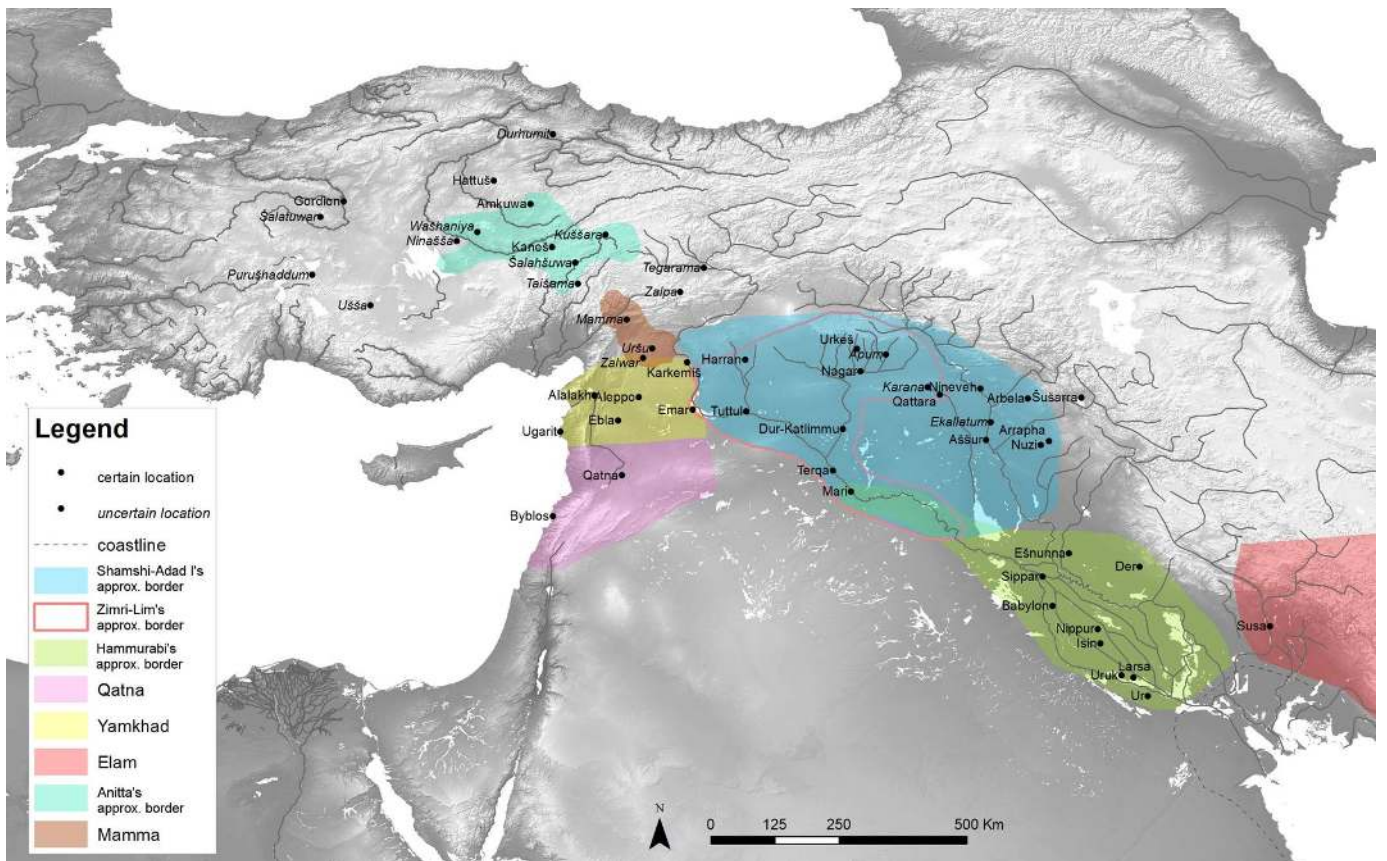 Durhumit
Hattuš
Gordion
Amkuwa
Šalatuwar
Wašhaniya
Kuššara
Ninašša
Kaneš
Šalahšuwa
Tegarama
Purušhaddum
Taišama
Zalpa
Ušša
Mamma
Uršu
Urkeš
Apum
Zalwar
Karkemiš
Harran
Nagar
Karana
Nineveh
Alalakh
Aleppo
Qattara
Arbela
Šušarra
Emar
Tuttul
Ebla
Ekallatum
Ugarit
Dur-Katlimmu
Arrapha
Aššur
Nuzi
Qatna
Terqa
Mari
Byblos
Ešnunna
Der
Sippar
Babylon
Nippur
Susa
Isin
Larsa
Uruk
Ur
Legend
certain location
uncertain location
coastline
Shamshi-Adad I's
approx. border
Zimri-Lim's
approx. border
Hammurabi's
approx. border
Qatna
Yamkhad
Elam
Anitta's
approx. border
Mamma
N
0 125 250 500 Km